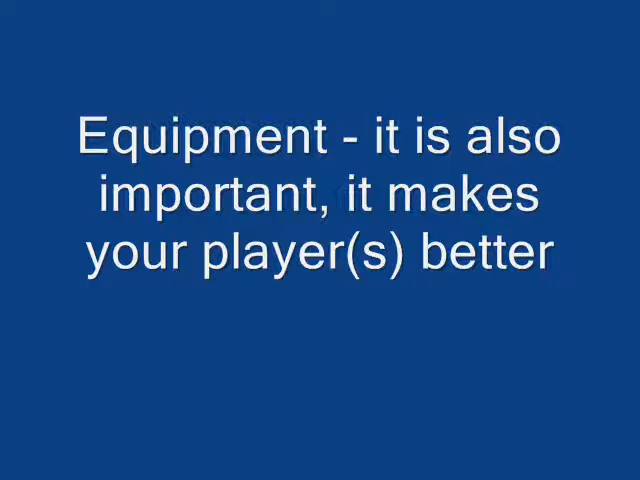 Equipment - it is also
important, it makes
your player(s) better